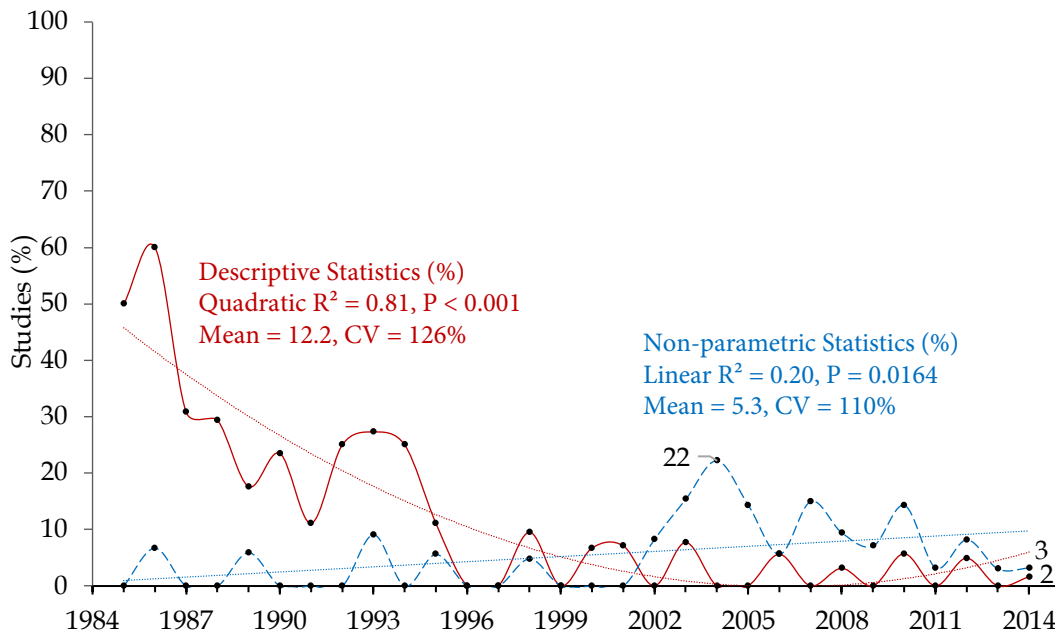 100
90
80
70
60
50
40
30
20
10
0
Studies (%)
Descriptive Statistics (%)
Quadratic R² = 0.81, P < 0.001
Mean = 12.2, CV = 126%
Non-parametric Statistics (%)
Linear R² = 0.20, P = 0.0164
Mean = 5.3, CV = 110%
22
3
2
1984 1987 1990 1993 1996 1999 2002 2005 2008 2011 2014